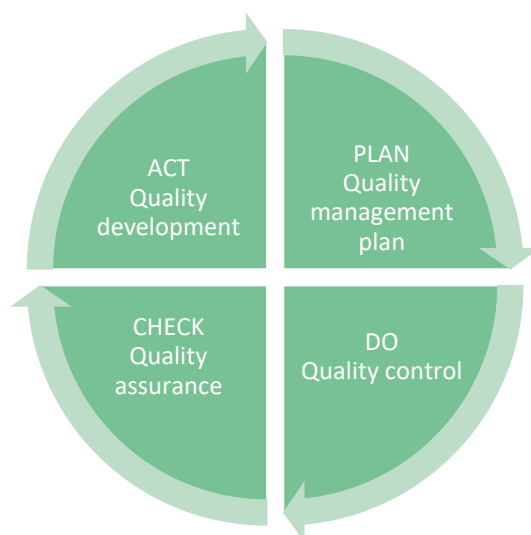 ACT
Quality
development
PLAN
Quality
management
plan
CHECK
Quality
assurance
DO
Quality control